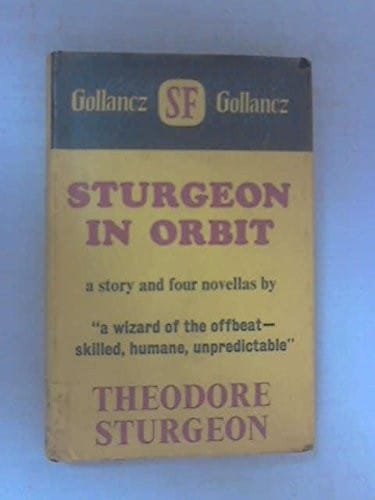 Gollancz SF Gollancz
STURGEON
IN ORBIT
a story and four novellas by
"a wizard of the offbeat—
skilled, humane, unpredictable"
THEODORE
STURGEON